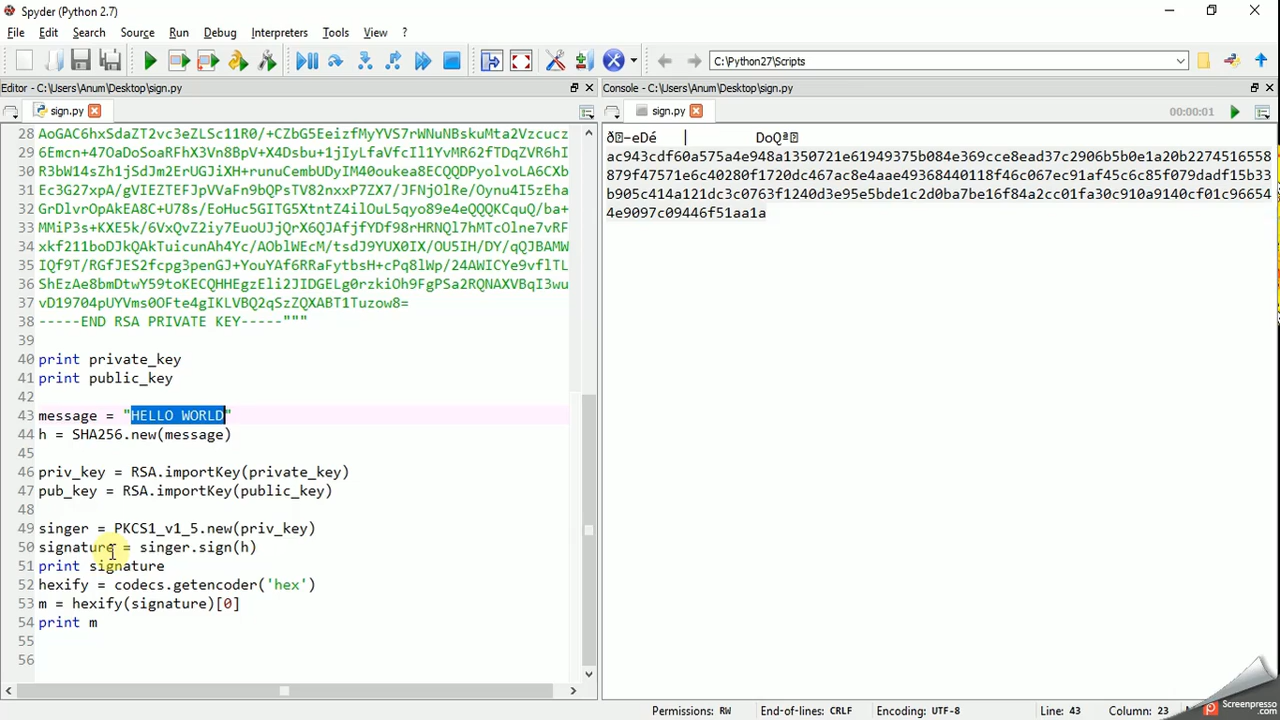 Spyder (Python 2.7)
File Edit Search Source Run Debug Interpreters Tools View ?
C:\Python27\Scripts
Editor - C:\Users\Anum\Desktop\sign.py
Console - C:\Users\Anum\Desktop\sign.py
sign.py
sign.py
00:00:01
28 AoGAC6hxSdaZT2vc3eZLSc11R0/+CZbG5EeizfMyYVS7rWNuNBskuMta2Vzcucz
29 6Emcn+47OaDoSoaRFhX3Vn8BpV+X4Dsbu+1jIyLfaVfcIl1YvMR62fTDqZVR6hI
30 R3bW14sZh1jSdJm2ErUGJiXH+runuCembUDyIM40oukea8ECQDPyolvoLA6CXb
31 Ec3G27xpA/gVIEZTEFJpVVaFn9bQPsTV82nxxP7ZX7/JFNjOlRe/Oynu4I5zEha
32 GrDlvrOpAkEA8C+U78s/EoHuc5GITG5XtntZ4ilOuL5qyo89e4eQQQKCquQ/ba+
33 MMiP3s+KXE5k/6VxQvZ2iy7EuoUJjQrX6QJAfjfYDf98rHRNQl7hMTcOlne7vRF
34 xkf211boDJkQAkTuicunAh4Yc/AOblWEcM/tsdJ9YUX0IX/OU5IH/DY/qQJBAMW
35 IQf9T/RGfJES2fcpg3penGJ+YouYAf6RRaFytbsH+cPq8lWp/24AWICYe9vflTL
36 ShEzAe8bmDtwY59toKECQHHEgzEli2JIDGELg0rzkiOh9FgPSa2RQNAXVBqI3wu
37 vD19704pUYVms0OFte4gIKLVBQ2qSzZQXABT1Tuzow8=
38 -----END RSA PRIVATE KEY-----"""
39
40 print private_key
41 print public_key
42
43 message = "HELLO WORLD"
44 h = SHA256.new(message)
45
46 priv_key = RSA.importKey(private_key)
47 pub_key = RSA.importKey(public_key)
48
49 singer = PKCS1_v1_5.new(priv_key)
50 signature = singer.sign(h)
51 print signature
52 hexify = codecs.getencoder('hex')
53 m = hexify(signature)[0]
54 print m
55
56
DoQª
ac943cdf60a575a4e948a1350721e61949375b084e369cce8ead37c2906b5b0e1a20b2274516558
879f47571e6c40280f1720dc467ac8e4aae49368440118f46c067ec91af45c6c85f079dadf15b33
b905c414a121dc3c0763f1240d3e95e5bde1c2d0ba7be16f84a2cc01fa30c910a9140cf01c96654
4e9097c09446f51aa1a
Permissions: RW End-of-lines: CRLF Encoding: UTF-8 Line: 43 Column: 23
Screenpresso
.com